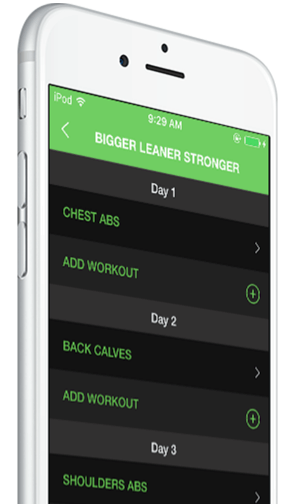 iPod
9:29 AM
BIGGER LEANER STRONGER
Day 1
CHEST ABS
ADD WORKOUT
Day 2
BACK CALVES
ADD WORKOUT
Day 3
SHOULDERS ABS